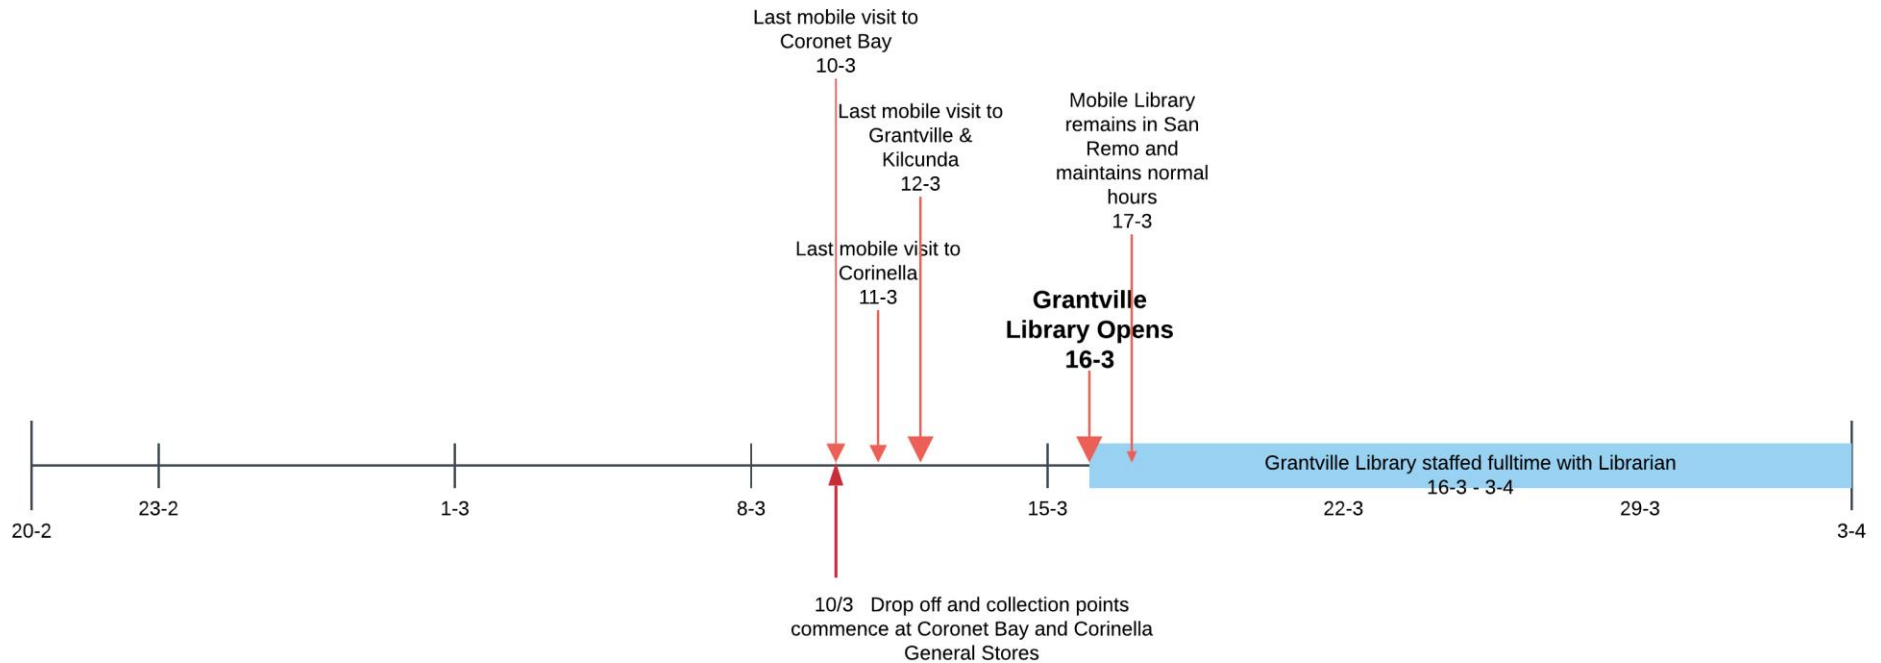 Last mobile visit to
Coronet Bay
10-3
Last mobile visit to
Grantville &
Kilcunda
12-3
Mobile Library
remains in San
Remo and
maintains normal
hours
17-3
Last mobile visit to
Corinella
11-3
Grantville
Library Opens
16-3
Grantville Library staffed fulltime with Librarian
16-3 - 3-4
20-2
23-2
1-3
8-3
15-3
22-3
29-3
3-4
10/3 Drop off and collection points
commence at Coronet Bay and Corinella
General Stores